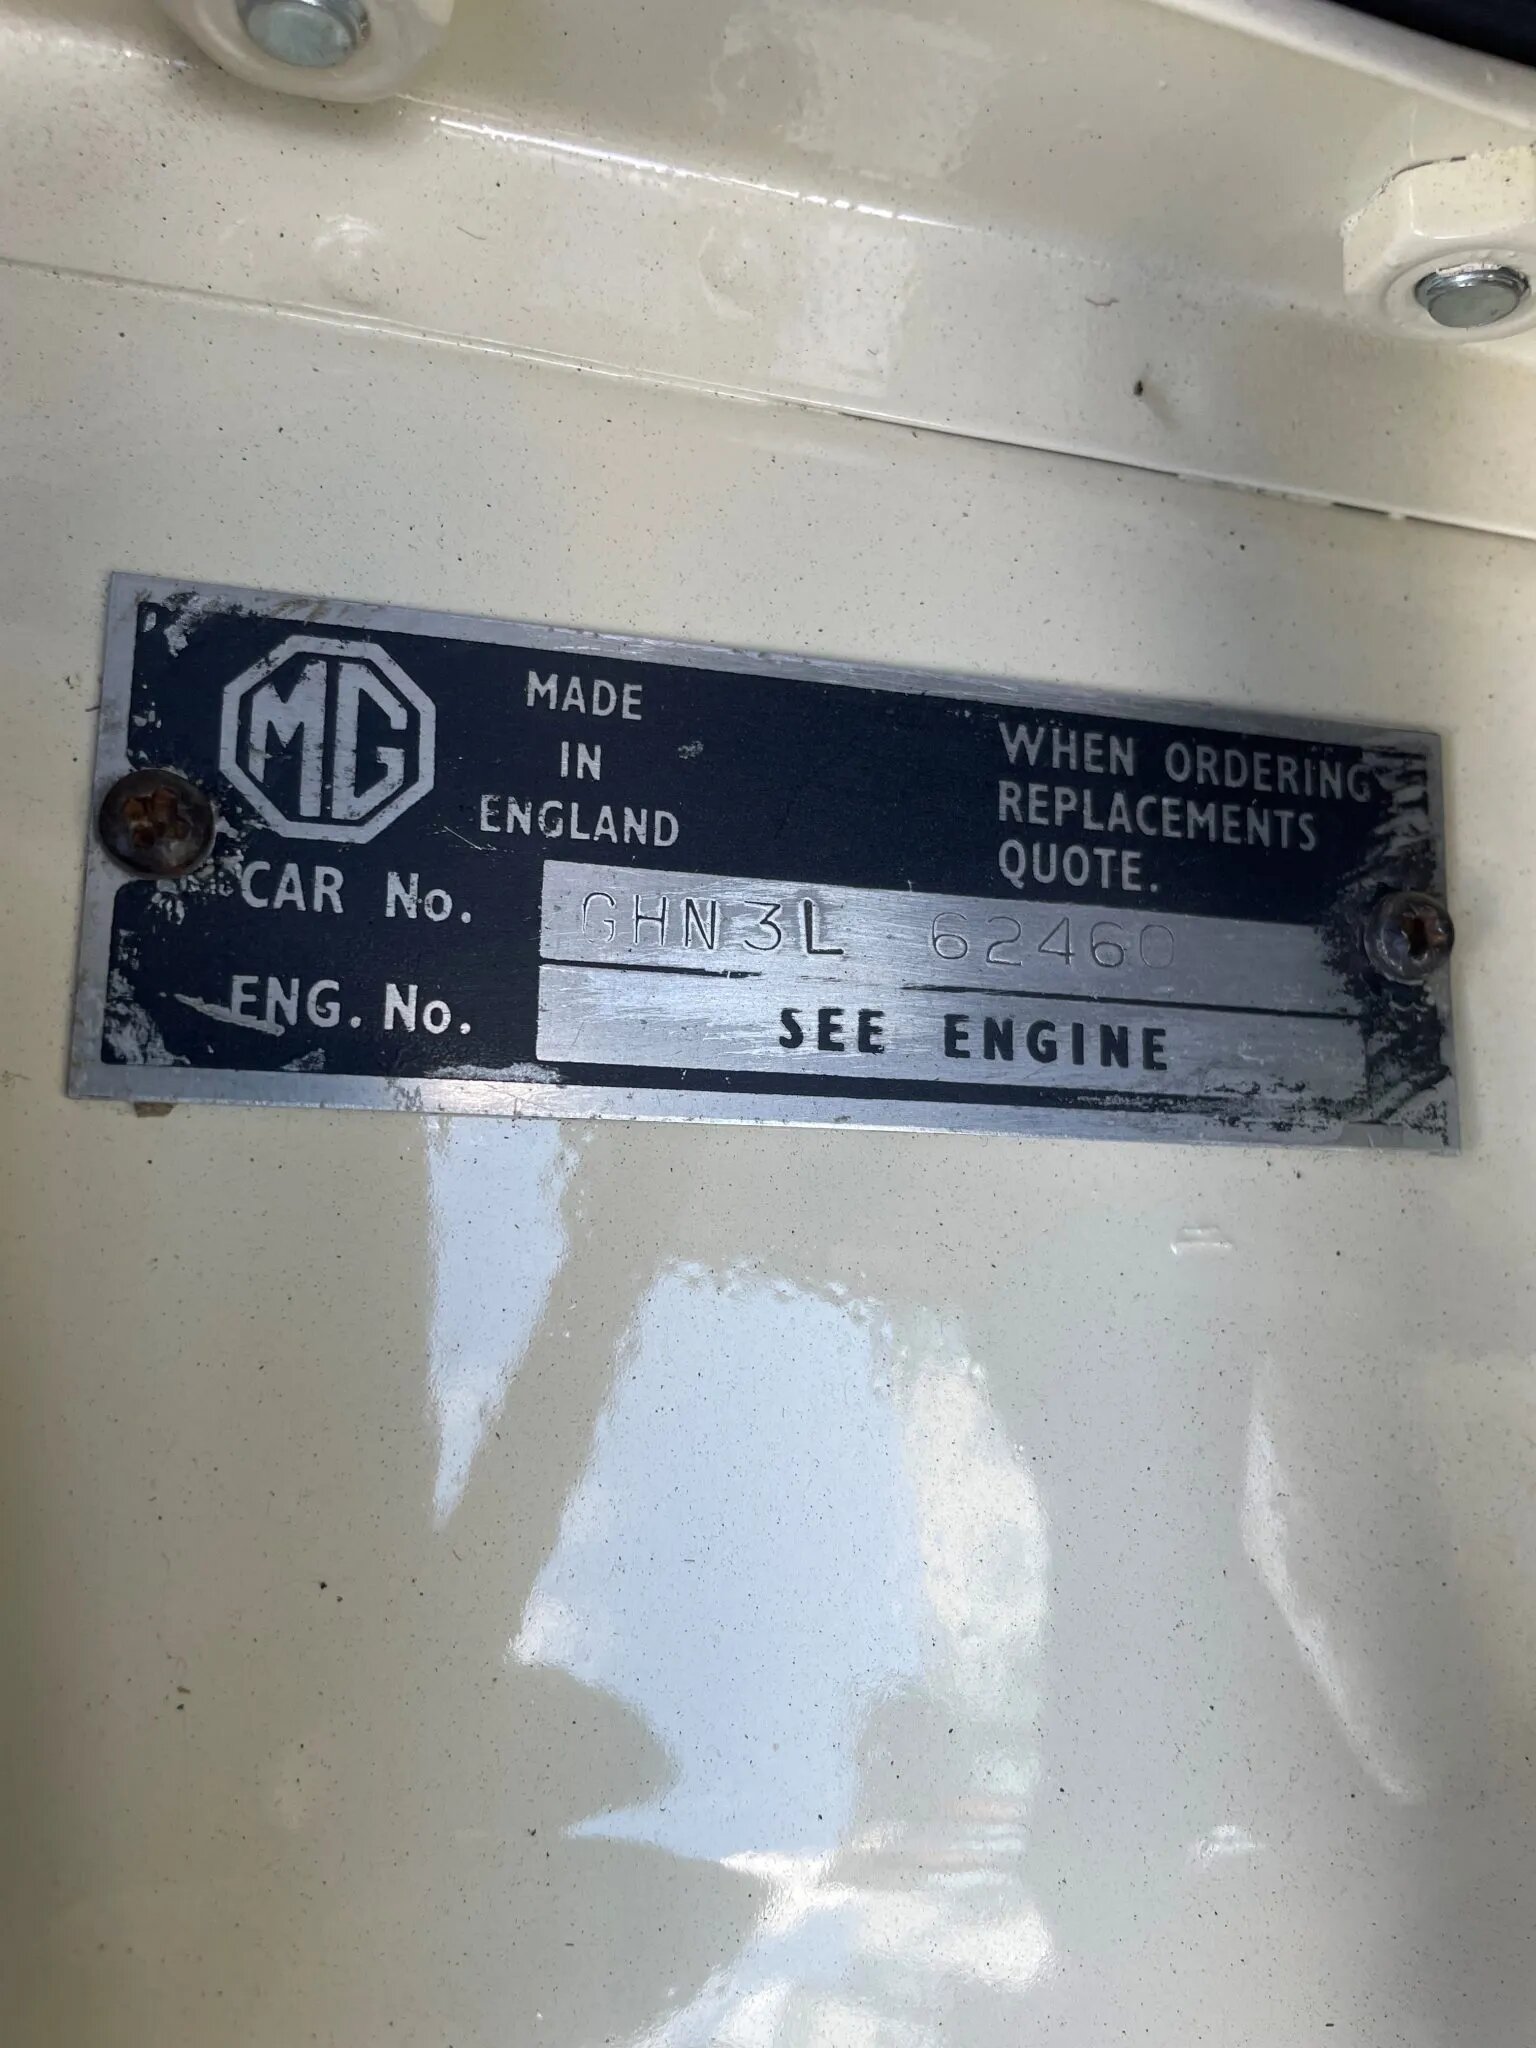 MG
MADE
IN
ENGLAND
WHEN ORDERING
REPLACEMENTS
QUOTE.
CAR No. GHN3L 62460
ENG. No. SEE ENGINE